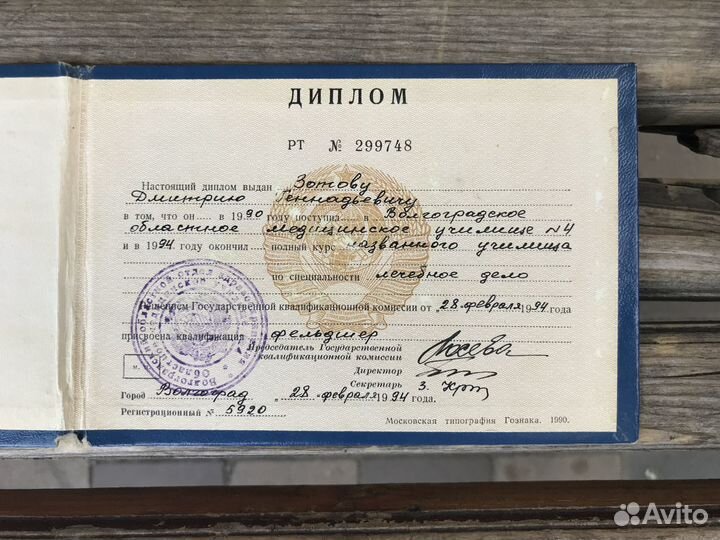 ДИПЛОМ
РТ № 299748
Настоящий диплом выдан Зотову
Дмитрию Геннадьевичу
в том, что он в 1990 году поступил в Волгоградское
областное медицинское училище №4
и в 1994 году окончил полный курс названного училища
по специальности лечебное дело
Решением Государственной квалификационной комиссии от "28 февраля 1994 года
присвоена квалификация фельдшер
Председатель Государственной
квалификационной комиссии
Директор
Секретарь
м.
Город Волгоград "28" февраля 1994 года.
Регистрационный № 5920
Московская типография Гознака. 1990.
Avito